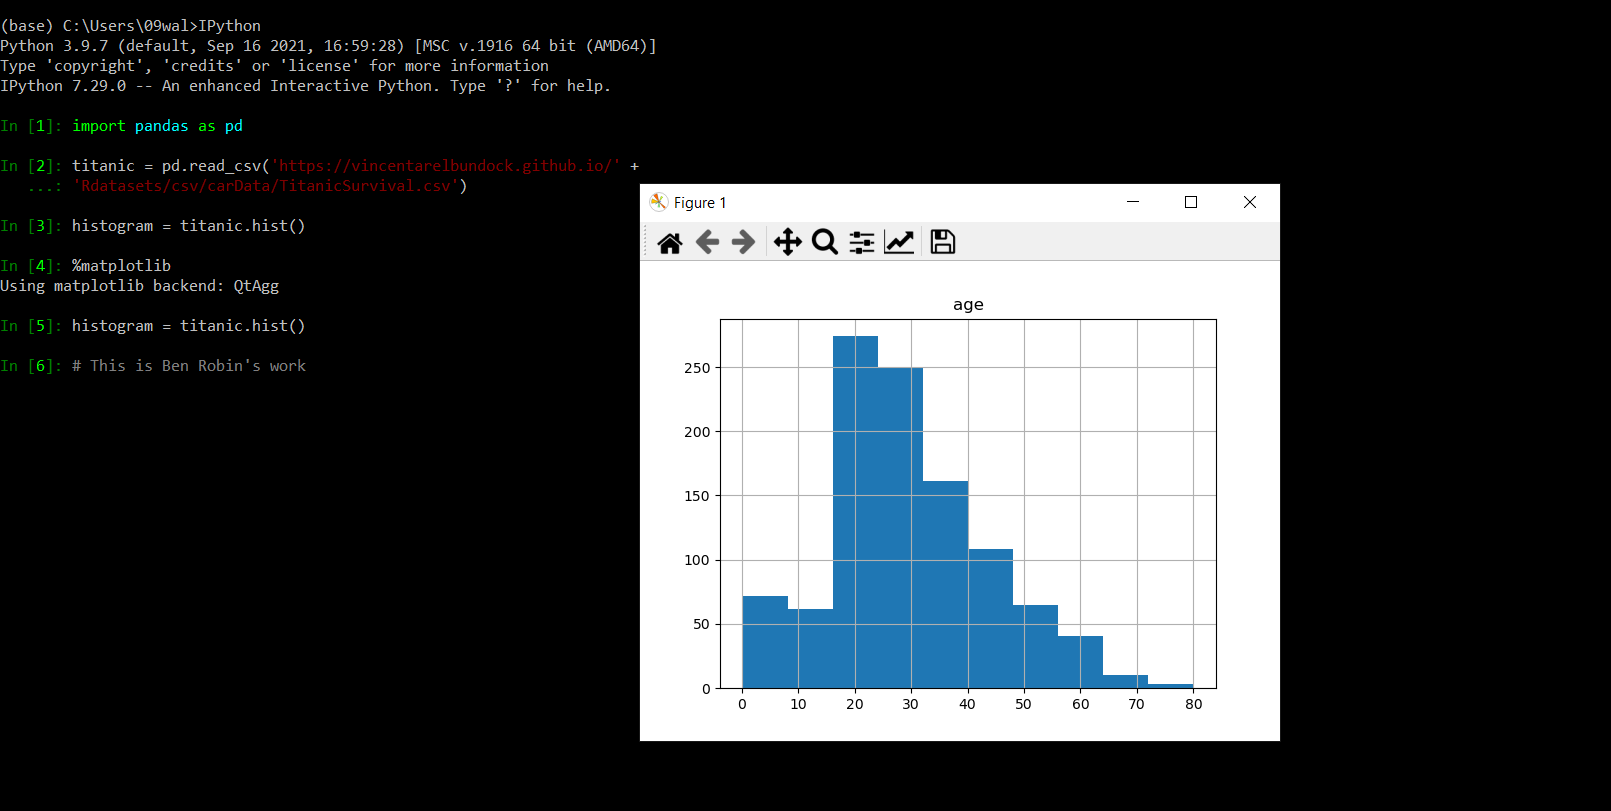 (base) C:\Users\09wal>IPython
Python 3.9.7 (default, Sep 16 2021, 16:59:28) [MSC v.1916 64 bit (AMD64)]
Type 'copyright', 'credits' or 'license' for more information
IPython 7.29.0 -- An enhanced Interactive Python. Type '?' for help.
In [1]: import pandas as pd
In [2]: titanic = pd.read_csv('https://vincentarelbundock.github.io/' +
   ...: 'Rdatasets/csv/carData/TitanicSurvival.csv')
In [3]: histogram = titanic.hist()
In [4]: %matplotlib
Using matplotlib backend: QtAgg
In [5]: histogram = titanic.hist()
In [6]: # This is Ben Robin's work
Figure 1
age
250
200
150
100
50
0
0 10 20 30 40 50 60 70 80